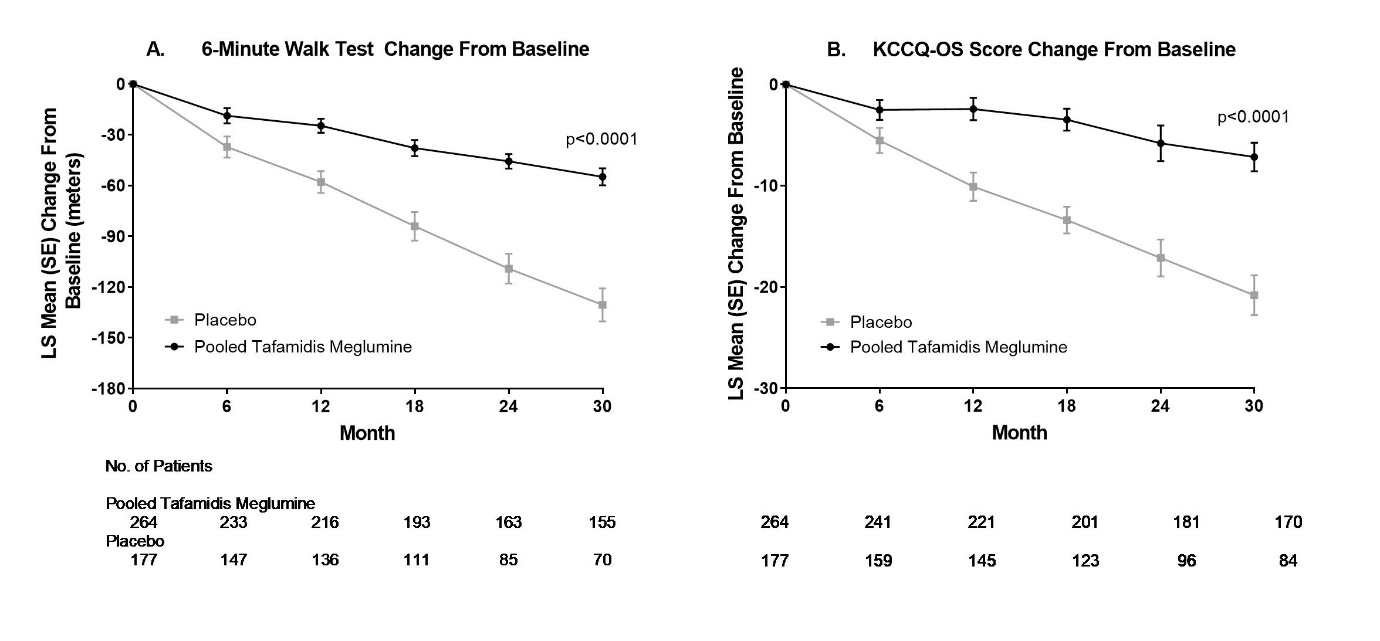 A. 6-Minute Walk Test Change From Baseline
LS Mean (SE) Change From
Baseline (meters)
0
-30
-60
-90
-120
-150
-180
p<0.0001
Placebo
Pooled Tafamidis Meglumine
0 6 12 18 24 30
Month
B. KCCQ-OS Score Change From Baseline
LS Mean (SE) Change From Baseline
0
-10
-20
-30
p<0.0001
Placebo
Pooled Tafamidis Meglumine
0 6 12 18 24 30
Month
No. of Patients
Pooled Tafamidis Meglumine
264 233 216 193 163 155 264 241 221 201 181 170
Placebo
177 147 136 111 85 70 177 159 145 123 96 84